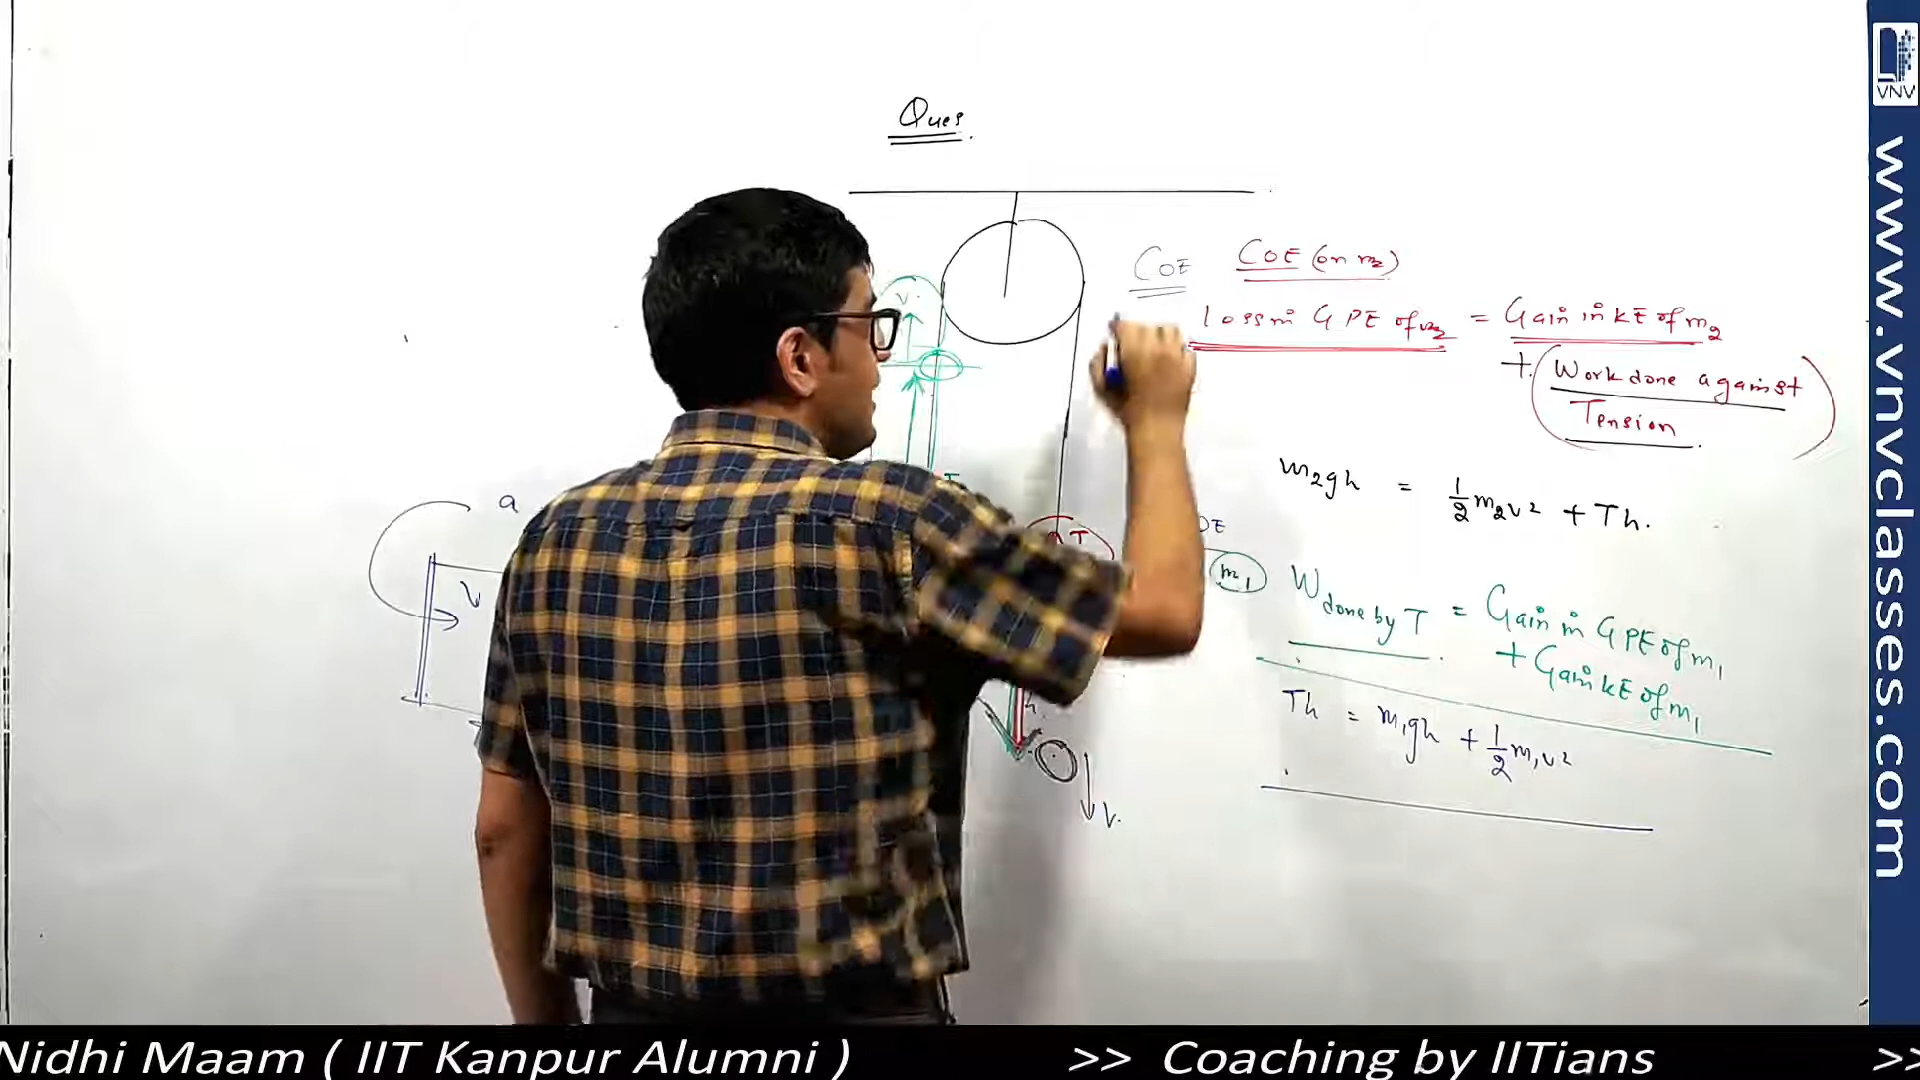 Ques.
COE COE (on m2)
Loss in GPE of m2 = Gain in KE of m2
+ (Work done against
Tension)
m2gh = 1/2 m2v² + Th.
m1
W done by T = Gain in GPE of m1
+ Gain KE of m1
Th = m1gh + 1/2 m1v²
v
T
a
v
h.
v.
VNV
www.vnvclasses.com
Nidhi Maam ( IIT Kanpur Alumni ) >> Coaching by IITians >>